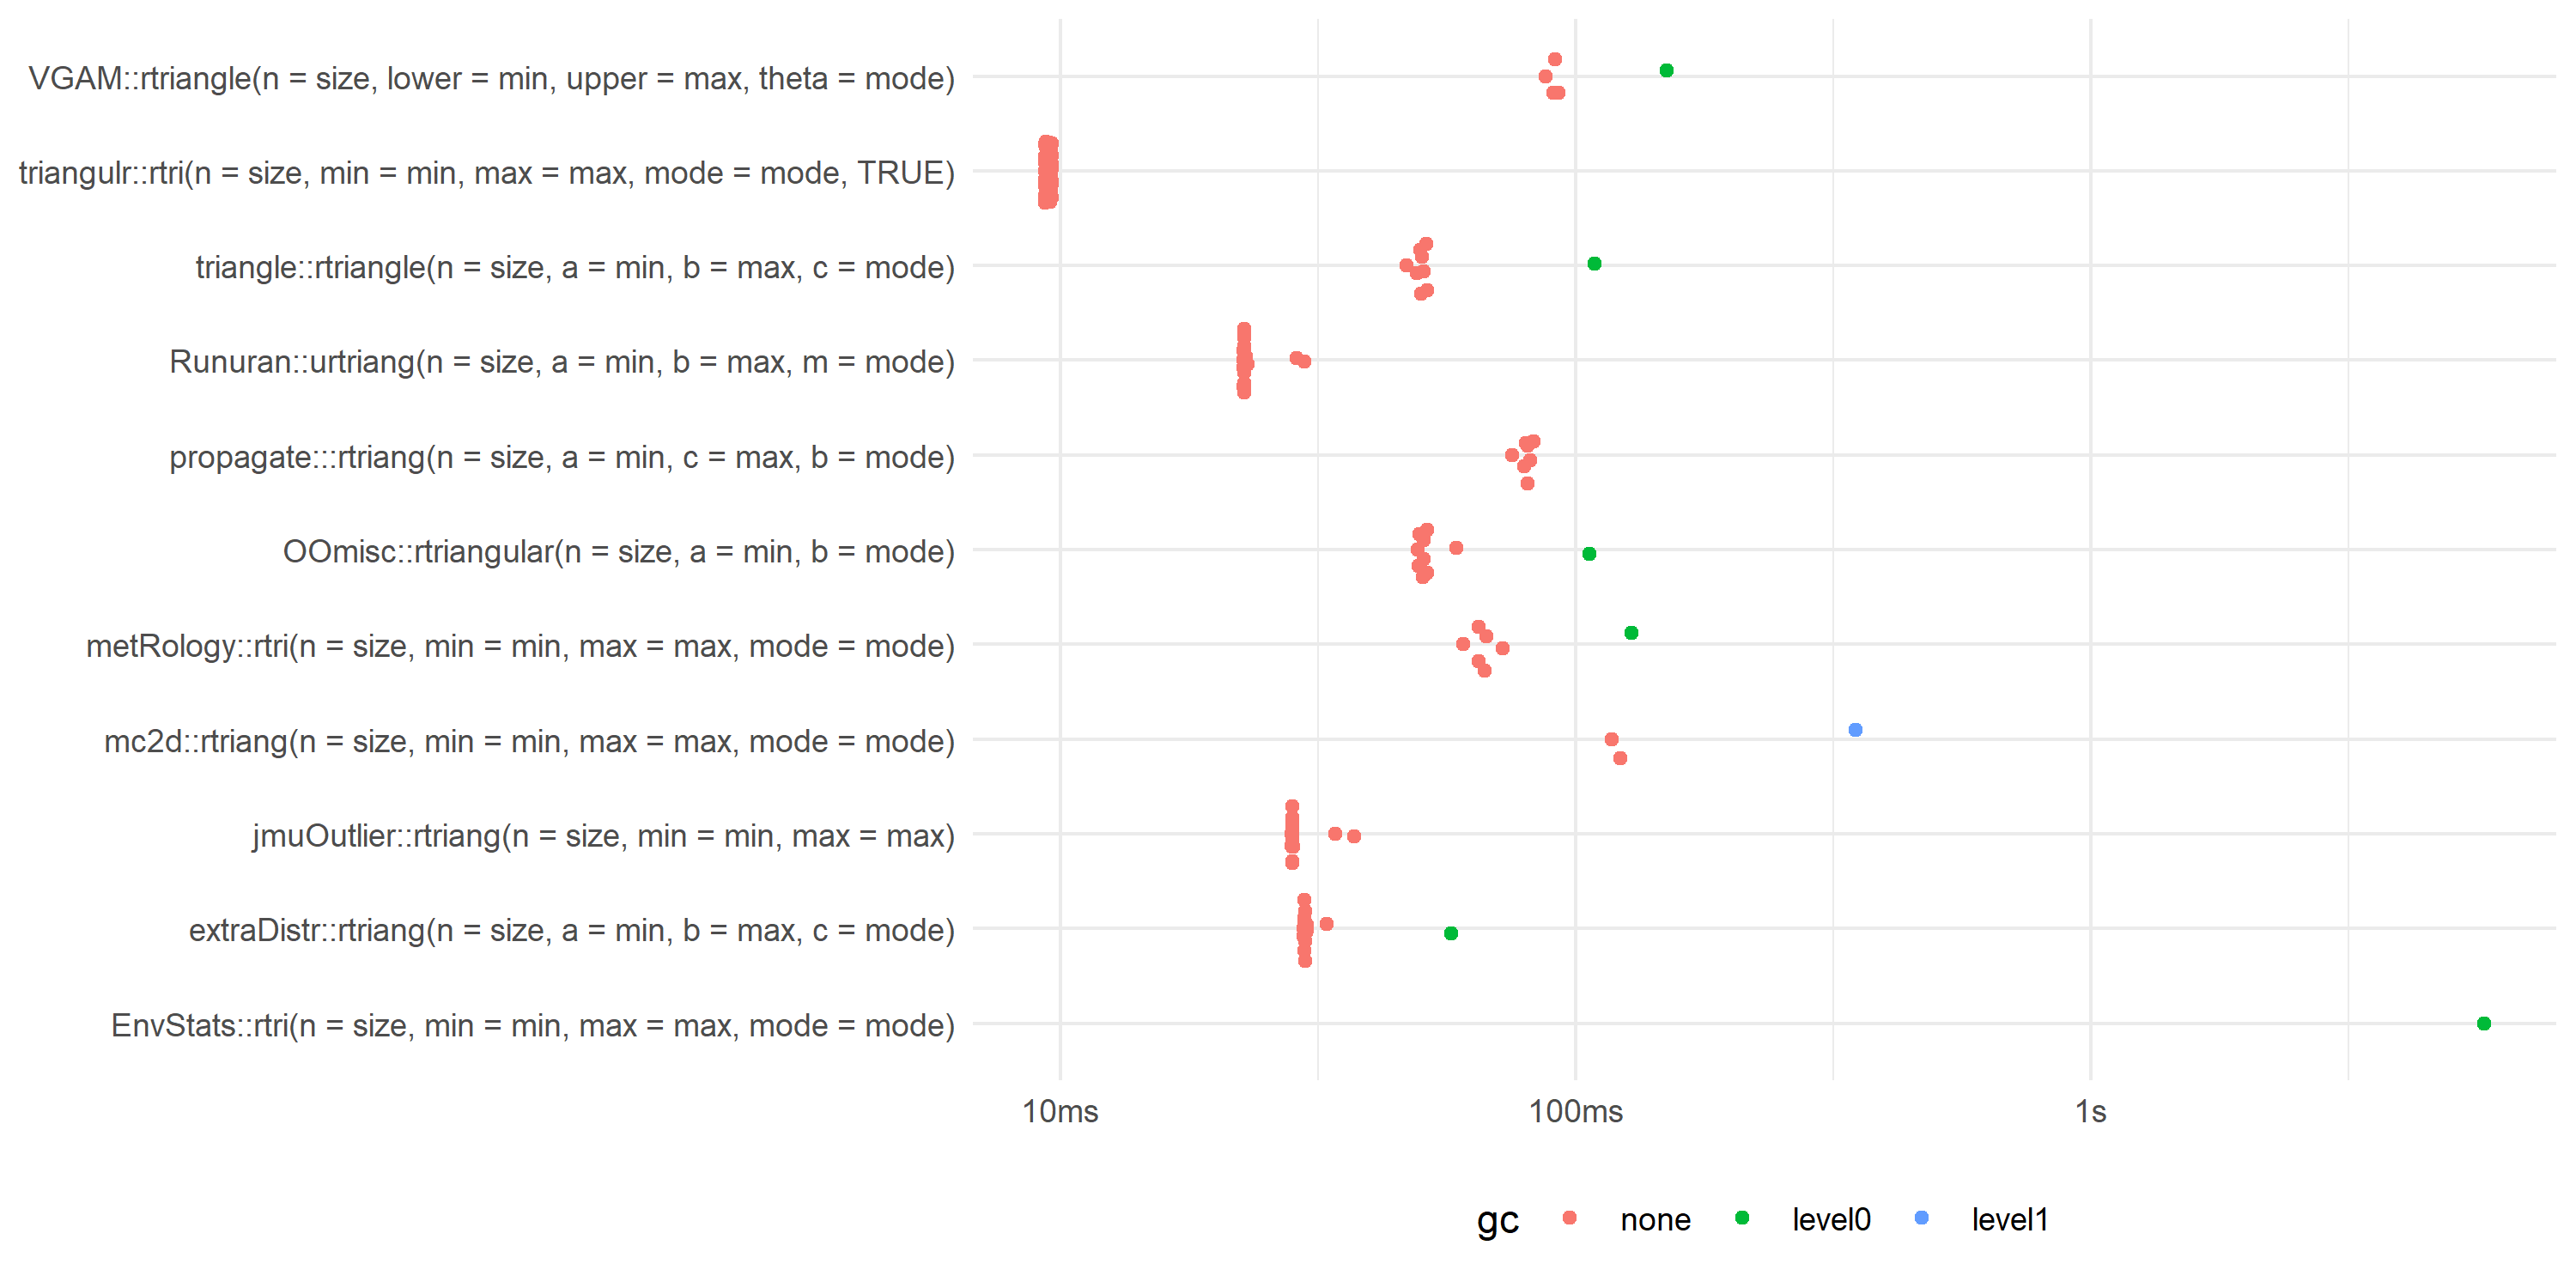 VGAM::rtriangle(n = size, lower = min, upper = max, theta = mode)
triangulr::rtri(n = size, min = min, max = max, mode = mode, TRUE)
triangle::rtriangle(n = size, a = min, b = max, c = mode)
Runuran::urtriang(n = size, a = min, b = max, m = mode)
propagate:::rtriang(n = size, a = min, c = max, b = mode)
OOmisc::rtriangular(n = size, a = min, b = mode)
metRology::rtri(n = size, min = min, max = max, mode = mode)
mc2d::rtriang(n = size, min = min, max = max, mode = mode)
jmuOutlier::rtriang(n = size, min = min, max = max)
extraDistr::rtriang(n = size, a = min, b = max, c = mode)
EnvStats::rtri(n = size, min = min, max = max, mode = mode)
10ms 100ms 1s
gc none level0 level1